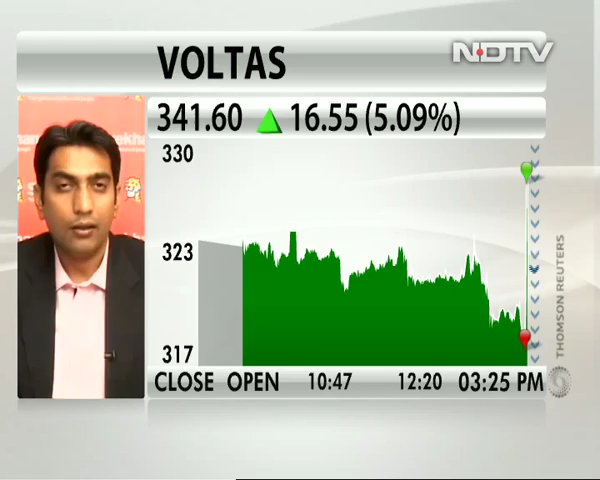 NDTV
VOLTAS
341.60 ▲ 16.55 (5.09%)
330
323
317
CLOSE OPEN 10:47 12:20 03:25 PM
THOMSON REUTERS